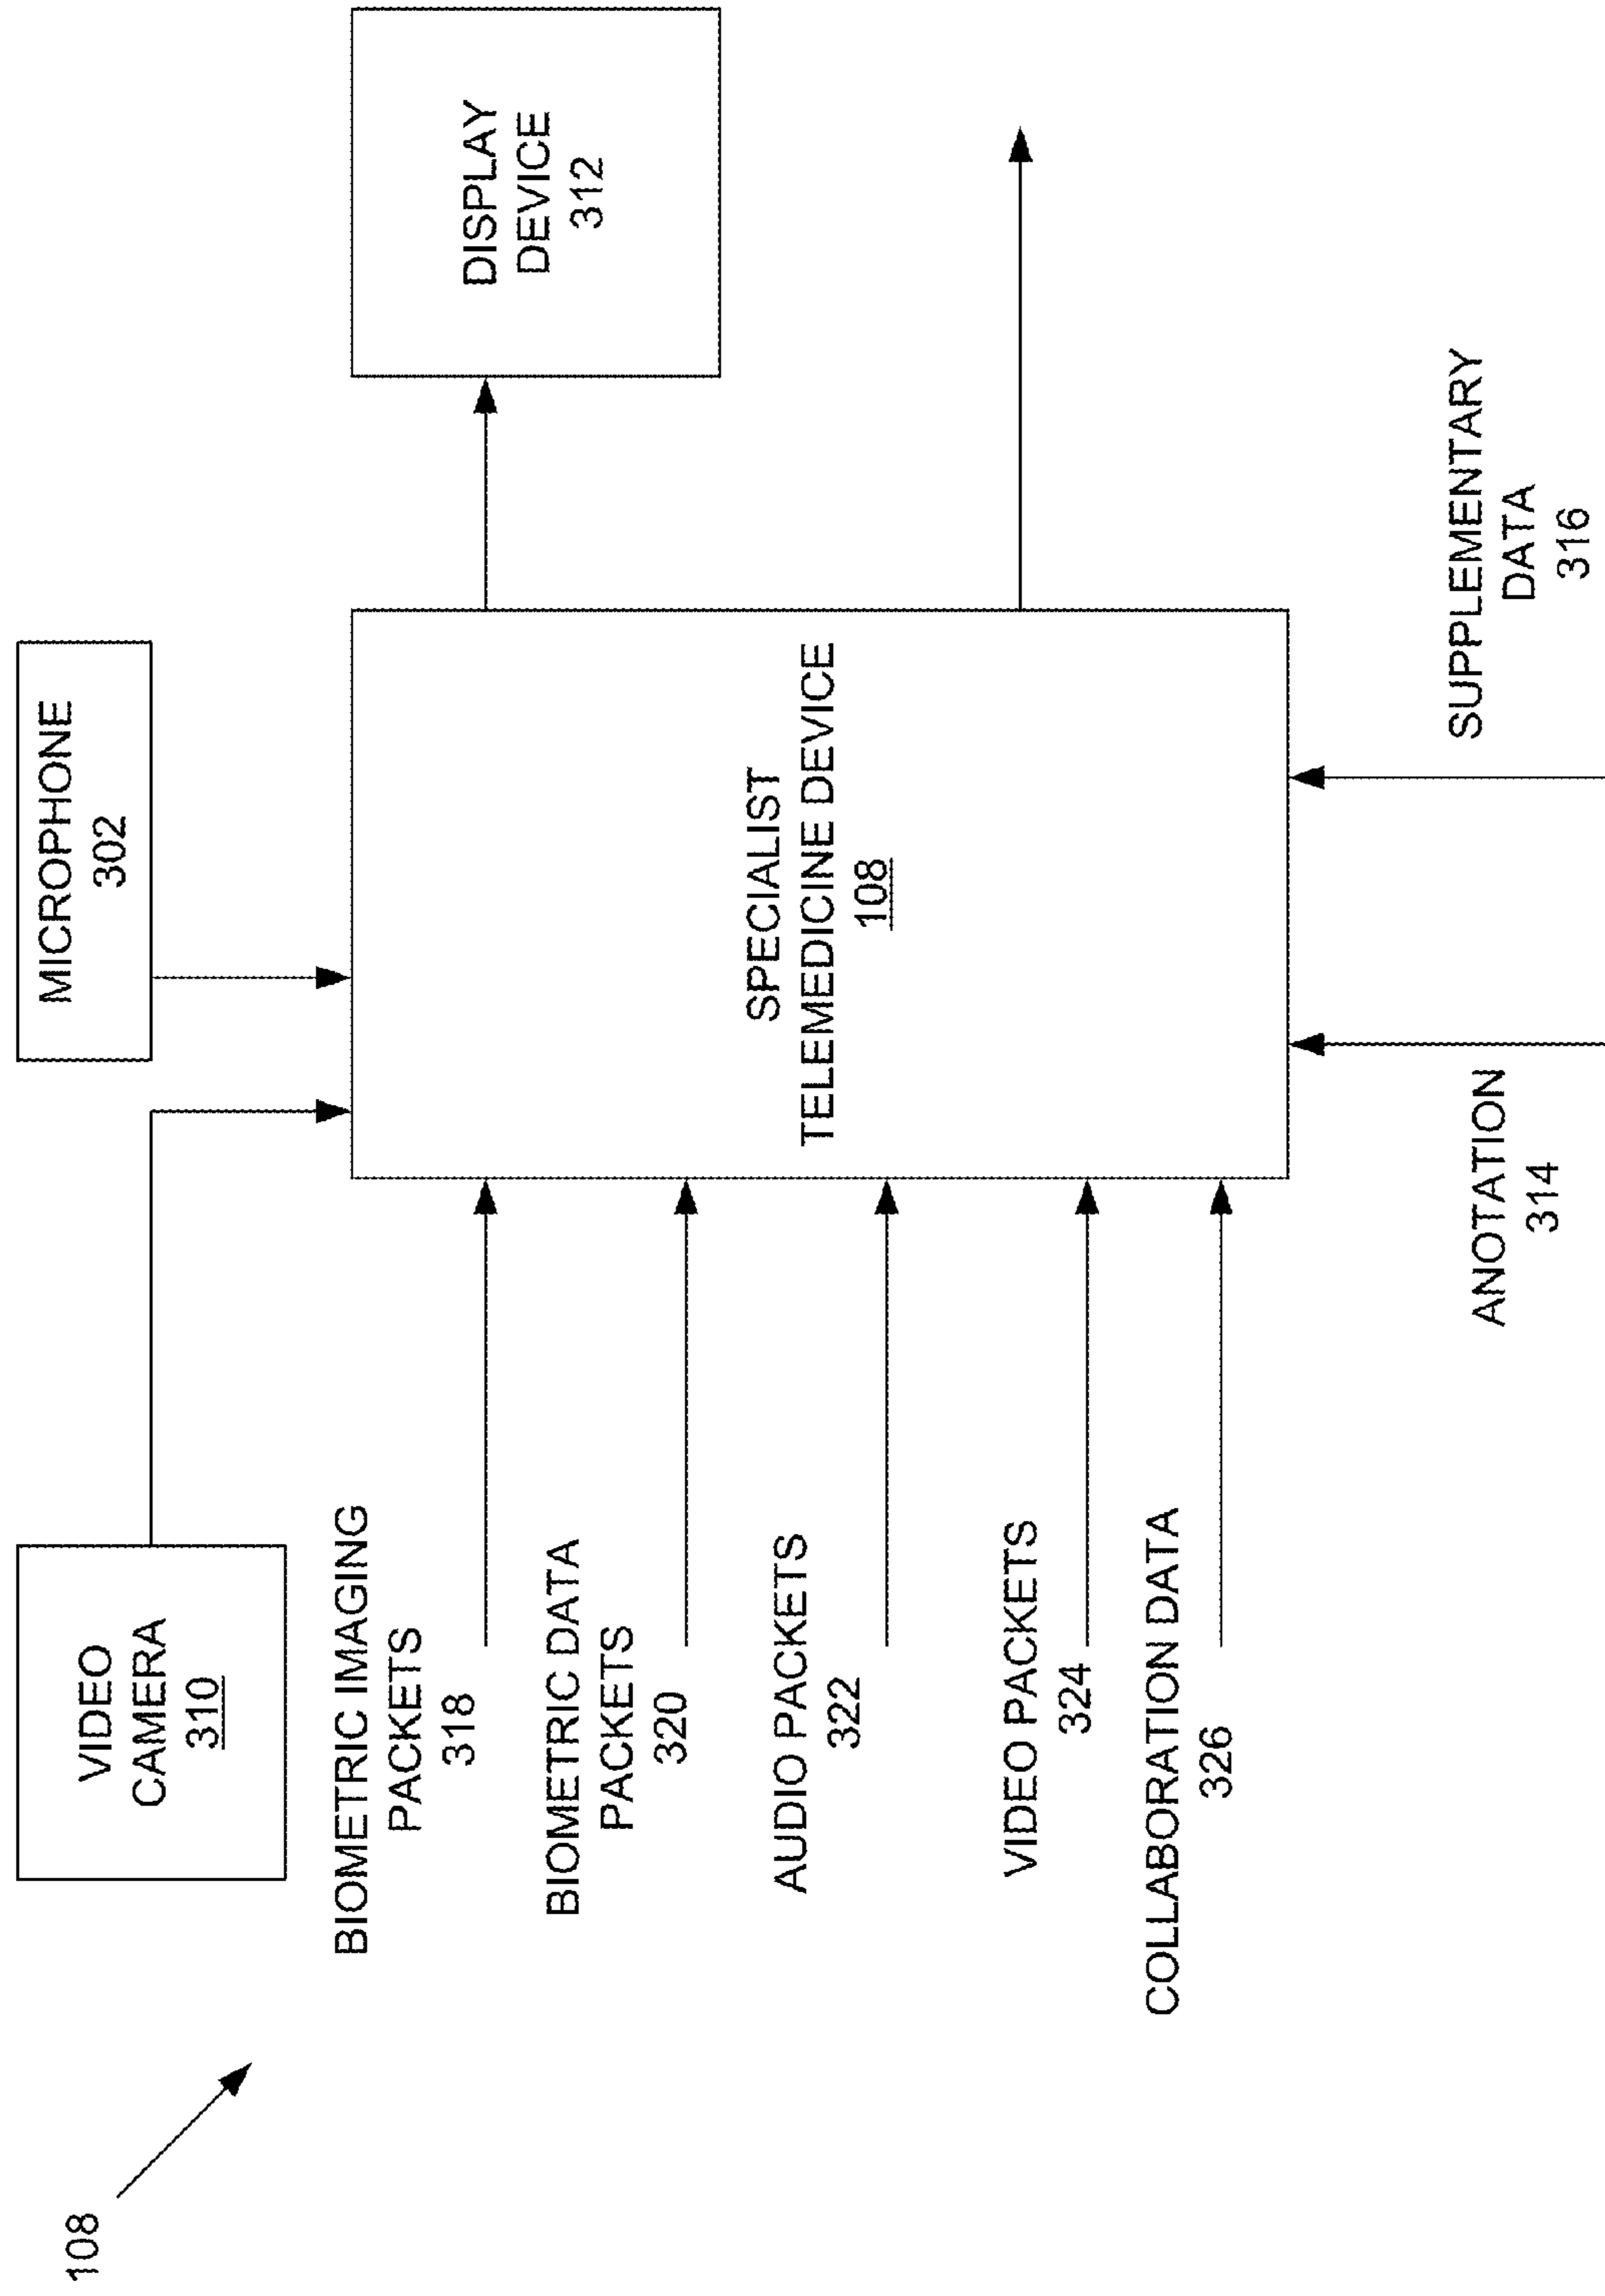 108
VIDEO
CAMERA
310
MICROPHONE
302
BIOMETRIC IMAGING
PACKETS
318
BIOMETRIC DATA
PACKETS
320
AUDIO PACKETS
322
VIDEO PACKETS
324
COLLABORATION DATA
326
SPECIALIST
TELEMEDICINE DEVICE
108
DISPLAY
DEVICE
312
ANOTATION
314
SUPPLEMENTARY
DATA
316